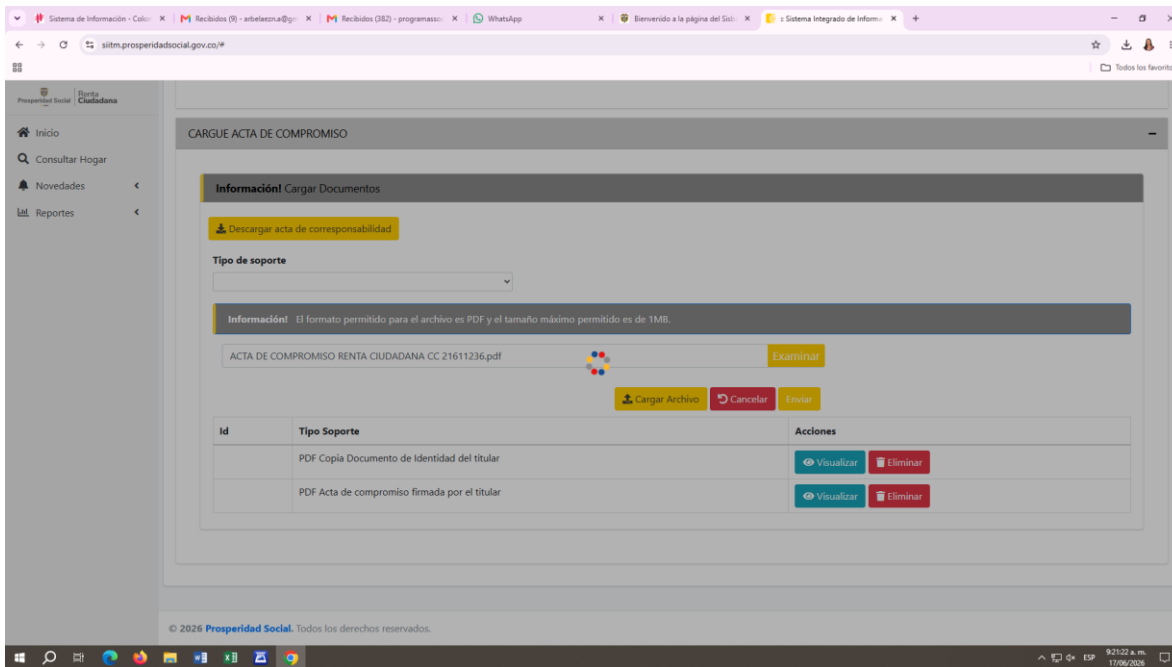 Sistema de Información - Color
Recibidos (9) - arbelaezn.a@gm
Recibidos (382) - programassoc
WhatsApp
Bienvenido a la página del Sisb
:: Sistema Integrado de Informa
siitm.prosperidadsocial.gov.co/#
Todos los favorito
Prosperidad Social
Renta
Ciudadana
Inicio
Consultar Hogar
Novedades
Reportes
CARGUE ACTA DE COMPROMISO
Información! Cargar Documentos
Descargar acta de corresponsabilidad
Tipo de soporte
Información! El formato permitido para el archivo es PDF y el tamaño máximo permitido es de 1MB.
ACTA DE COMPROMISO RENTA CIUDADANA CC 21611236.pdf Examinar
Cargar Archivo Cancelar Enviar
Id Tipo Soporte Acciones
PDF Copia Documento de Identidad del titular Visualizar Eliminar
PDF Acta de compromiso firmada por el titular Visualizar Eliminar
© 2026 Prosperidad Social. Todos los derechos reservados.
ESP
9:21:22 a. m.
17/06/2026